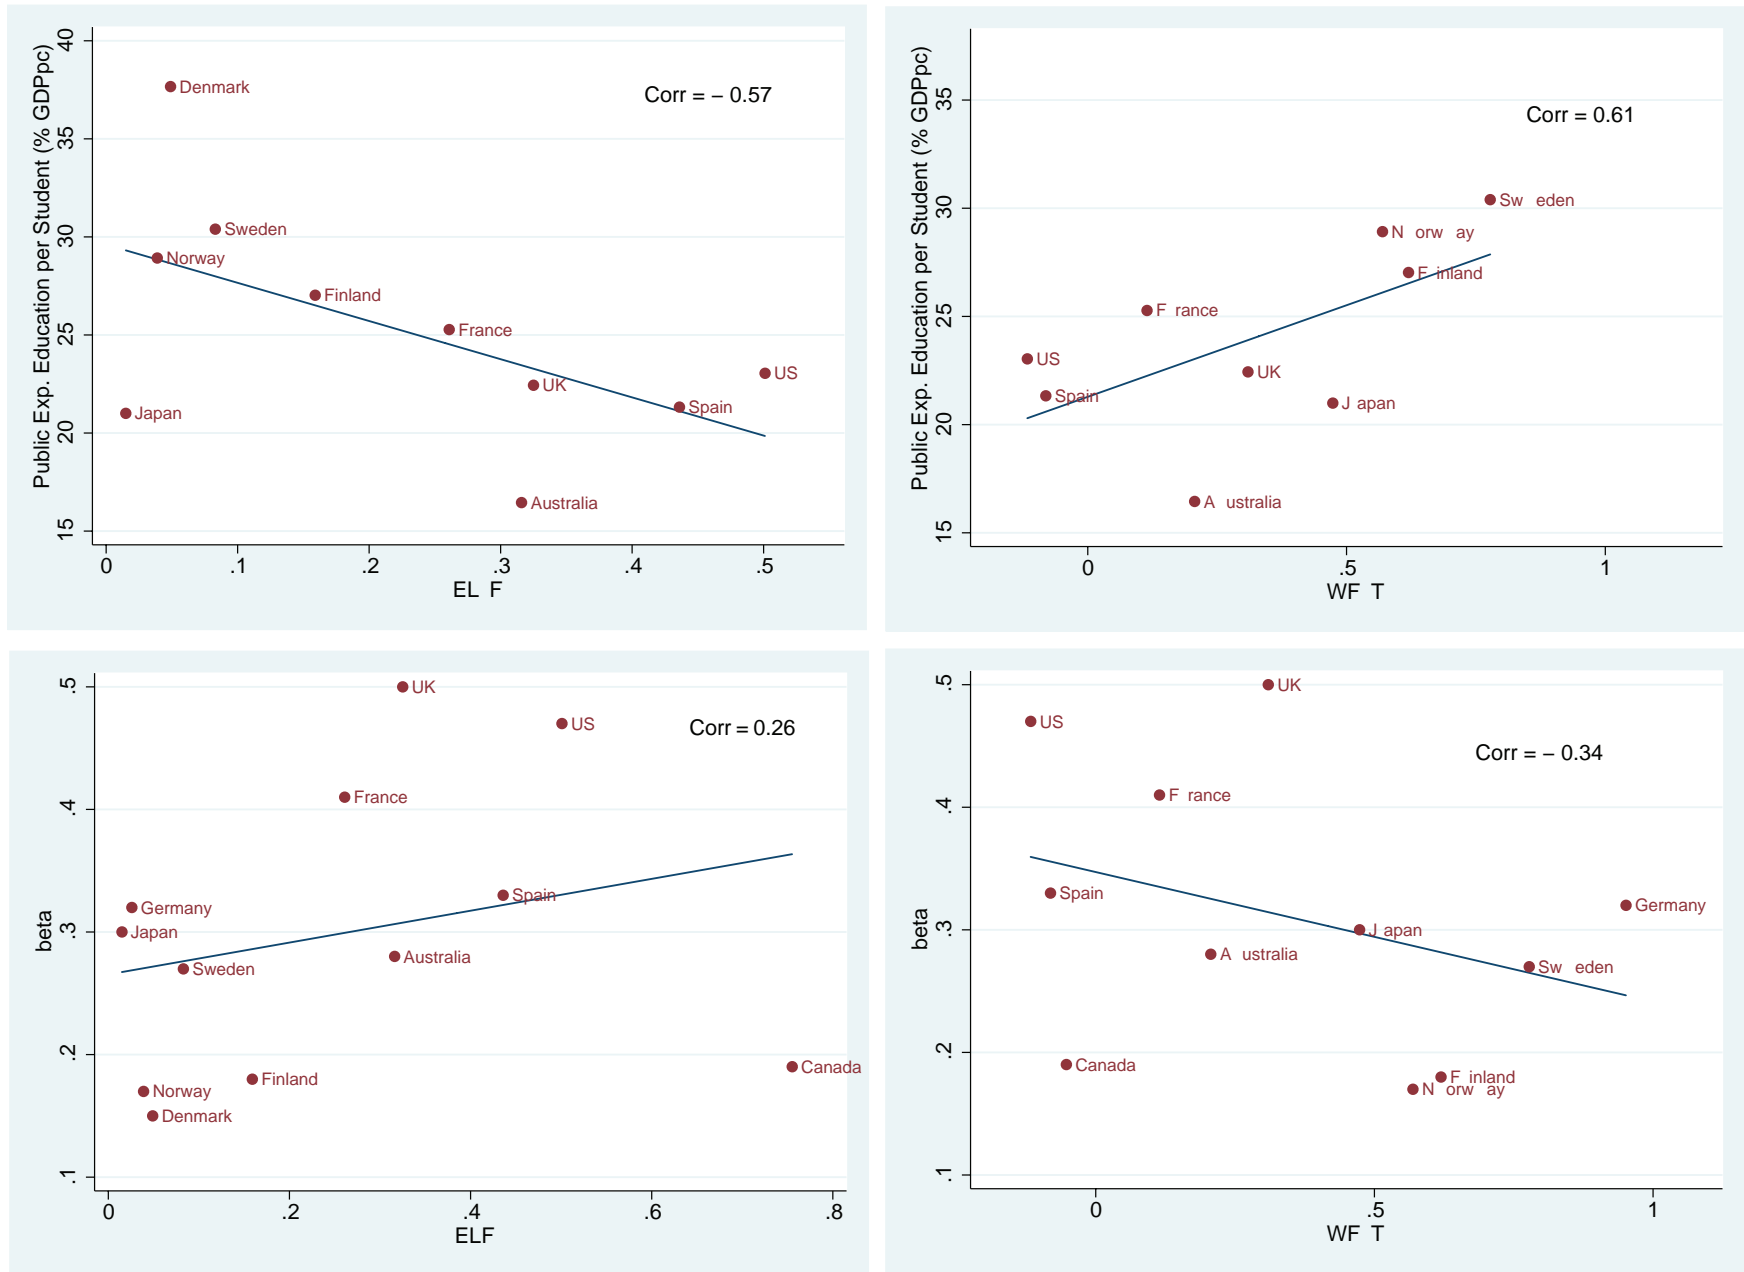 Public Exp. Education per Student (% GDPpc)
40
35
30
25
20
15
Denmark
Corr = – 0.57
Sweden
Norway
Finland
France
UK
US
Spain
Japan
Australia
0 .1 .2 .3 .4 .5
EL F
Public Exp. Education per Student (% GDPpc)
35
30
25
20
15
Corr = 0.61
Sw eden
N orw ay
F inland
F rance
US
UK
Spain
J apan
A ustralia
0 .5 1
WF T
beta
.5
.4
.3
.2
.1
UK
US
Corr = 0.26
France
Spain
Germany
Japan
Australia
Sweden
Canada
Finland
Norway
Denmark
0 .2 .4 .6 .8
ELF
beta
.5
.4
.3
.2
.1
UK
US
Corr = – 0.34
F rance
Spain
Germany
J apan
A ustralia
Sw eden
Canada
F inland
N orw ay
0 .5 1
WF T